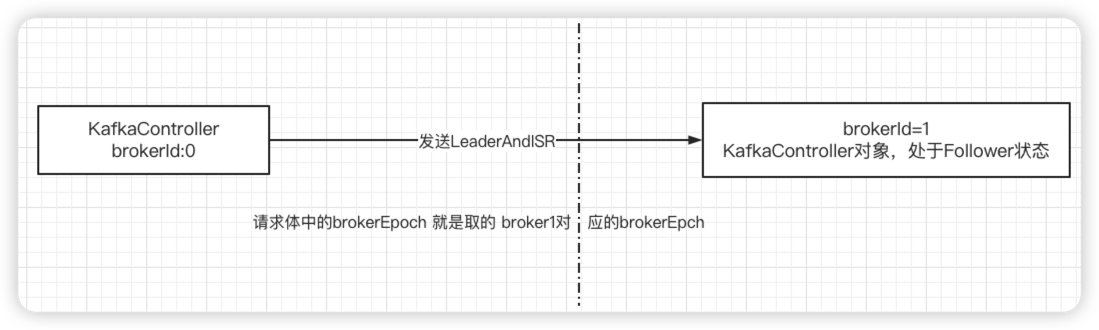 KafkaController
brokerId:0
发送LeaderAndISR
brokerId=1
KafkaController对象，处于Follower状态
请求体中的brokerEpoch 就是取的 broker1对 应的brokerEpch